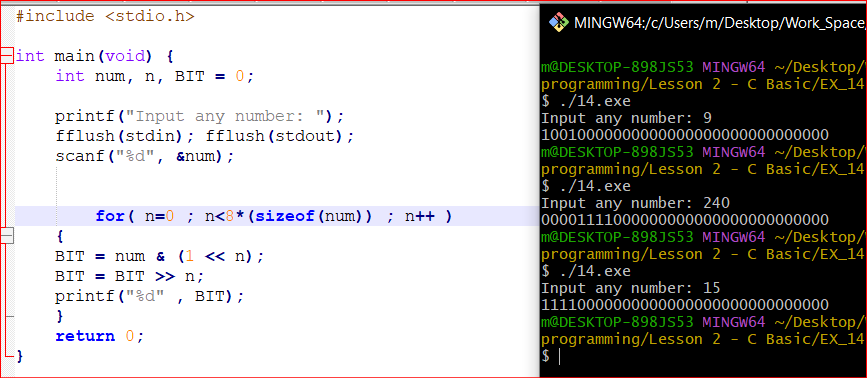 #include <stdio.h>
int main(void) {
int num, n, BIT = 0;
printf("Input any number: ");
fflush(stdin); fflush(stdout);
scanf("%d", &num);
for( n=0 ; n<8*(sizeof(num)) ; n++ )
{
BIT = num & (1 << n);
BIT = BIT >> n;
printf("%d" , BIT);
}
return 0;
}
MINGW64:/c/Users/m/Desktop/Work_Space_
m@DESKTOP-898JS53 MINGW64 ~/Desktop/
programming/Lesson 2 - C Basic/EX_14
$ ./14.exe
Input any number: 9
10010000000000000000000000000000
m@DESKTOP-898JS53 MINGW64 ~/Desktop/
programming/Lesson 2 - C Basic/EX_14
$ ./14.exe
Input any number: 240
00001111000000000000000000000000
m@DESKTOP-898JS53 MINGW64 ~/Desktop/
programming/Lesson 2 - C Basic/EX_14
$ ./14.exe
Input any number: 15
11110000000000000000000000000000
m@DESKTOP-898JS53 MINGW64 ~/Desktop/
programming/Lesson 2 - C Basic/EX_14
$